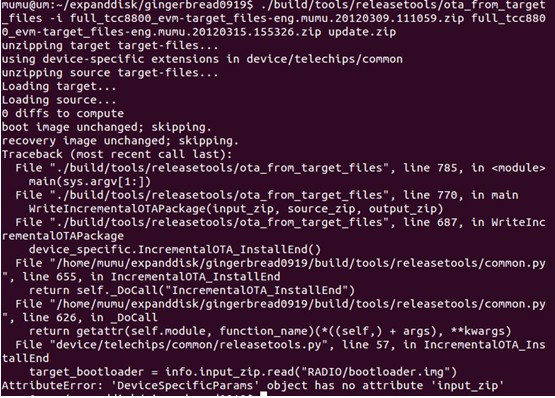 mumu@um:~/expanddisk/gingerbread0919$ ./build/tools/releasetools/ota_from_target
_files -i full_tcc8800_evm-target_files-eng.mumu.20120309.111059.zip full_tcc880
0_evm-target_files-eng.mumu.20120315.155326.zip update.zip
unzipping target target-files...
using device-specific extensions in device/telechips/common
unzipping source target-files...
Loading target...
Loading source...
0 diffs to compute
boot image unchanged; skipping.
recovery image unchanged; skipping.
Traceback (most recent call last):
  File "./build/tools/releasetools/ota_from_target_files", line 785, in <module>
    main(sys.argv[1:])
  File "./build/tools/releasetools/ota_from_target_files", line 770, in main
    WriteIncrementalOTAPackage(input_zip, source_zip, output_zip)
  File "./build/tools/releasetools/ota_from_target_files", line 687, in WriteInc
rementalOTAPackage
    device_specific.IncrementalOTA_InstallEnd()
  File "/home/mumu/expanddisk/gingerbread0919/build/tools/releasetools/common.py
", line 655, in IncrementalOTA_InstallEnd
    return self._DoCall("IncrementalOTA_InstallEnd")
  File "/home/mumu/expanddisk/gingerbread0919/build/tools/releasetools/common.py
", line 626, in _DoCall
    return getattr(self.module, function_name)(*((self,) + args), **kwargs)
  File "device/telechips/common/releasetools.py", line 57, in IncrementalOTA_Ins
tallEnd
    target_bootloader = info.input_zip.read("RADIO/bootloader.img")
AttributeError: 'DeviceSpecificParams' object has no attribute 'input_zip'